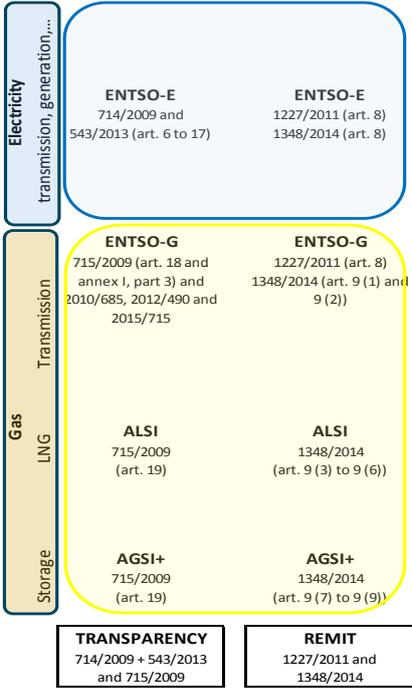 Electricity
transmission, generation,...
ENTSO-E
714/2009 and
543/2013 (art. 6 to 17)
ENTSO-E
1227/2011 (art. 8)
1348/2014 (art. 8)
Gas
Transmission
ENTSO-G
715/2009 (art. 18 and
annex I, part 3) and
2010/685, 2012/490 and
2015/715
ENTSO-G
1227/2011 (art. 8)
1348/2014 (art. 9 (1) and
9 (2))
LNG
ALSI
715/2009
(art. 19)
ALSI
1348/2014
(art. 9 (3) to 9 (6))
Storage
AGSI+
715/2009
(art. 19)
AGSI+
1348/2014
(art. 9 (7) to 9 (9))
TRANSPARENCY
714/2009 + 543/2013
and 715/2009
REMIT
1227/2011 and
1348/2014